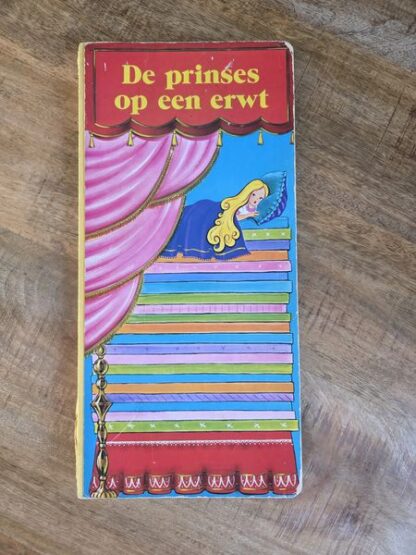 De prinses
op een erwt